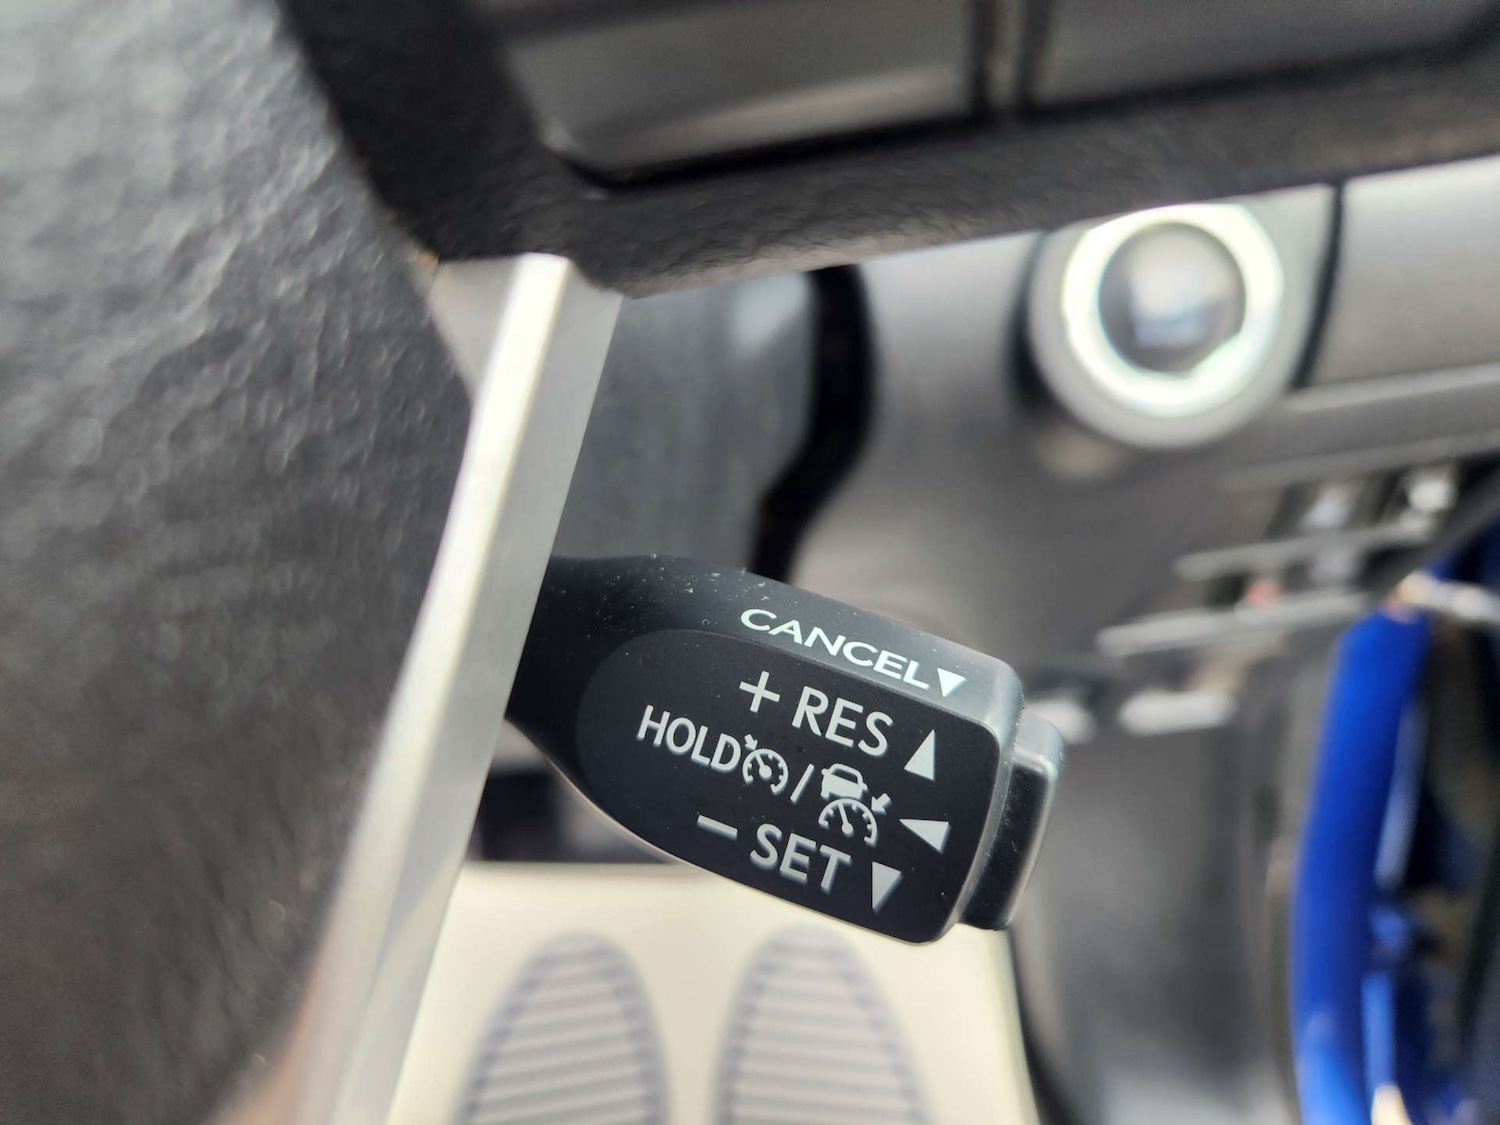 CANCEL▼
+ RES ▲
HOLD / ◀
− SET ▼